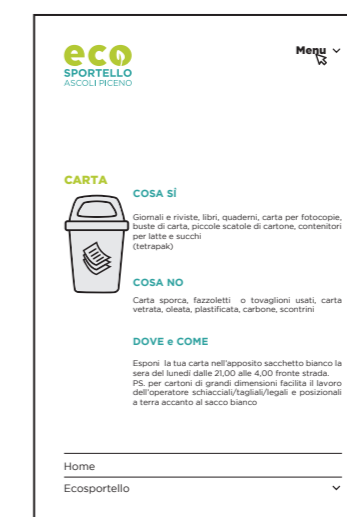 eco
SPORTELLO
ASCOLI PICENO
Menu
CARTA
COSA SÍ
Giornali e riviste, libri, quaderni, carta per fotocopie,
buste di carta, piccole scatole di cartone, contenitori
per latte e succhi
(tetrapak)
COSA NO
Carta sporca, fazzoletti o tovaglioni usati, carta
vetrata, oleata, plastificata, carbone, scontrini
DOVE e COME
Esponi la tua carta nell'apposito sacchetto bianco la
sera del lunedí dalle 21,00 alle 4,00 fronte strada.
PS. per cartoni di grandi dimensioni facilita il lavoro
dell'operatore schiacciali/tagliali/legali e posizionali
a terra accanto al sacco bianco
Home
Ecosportello